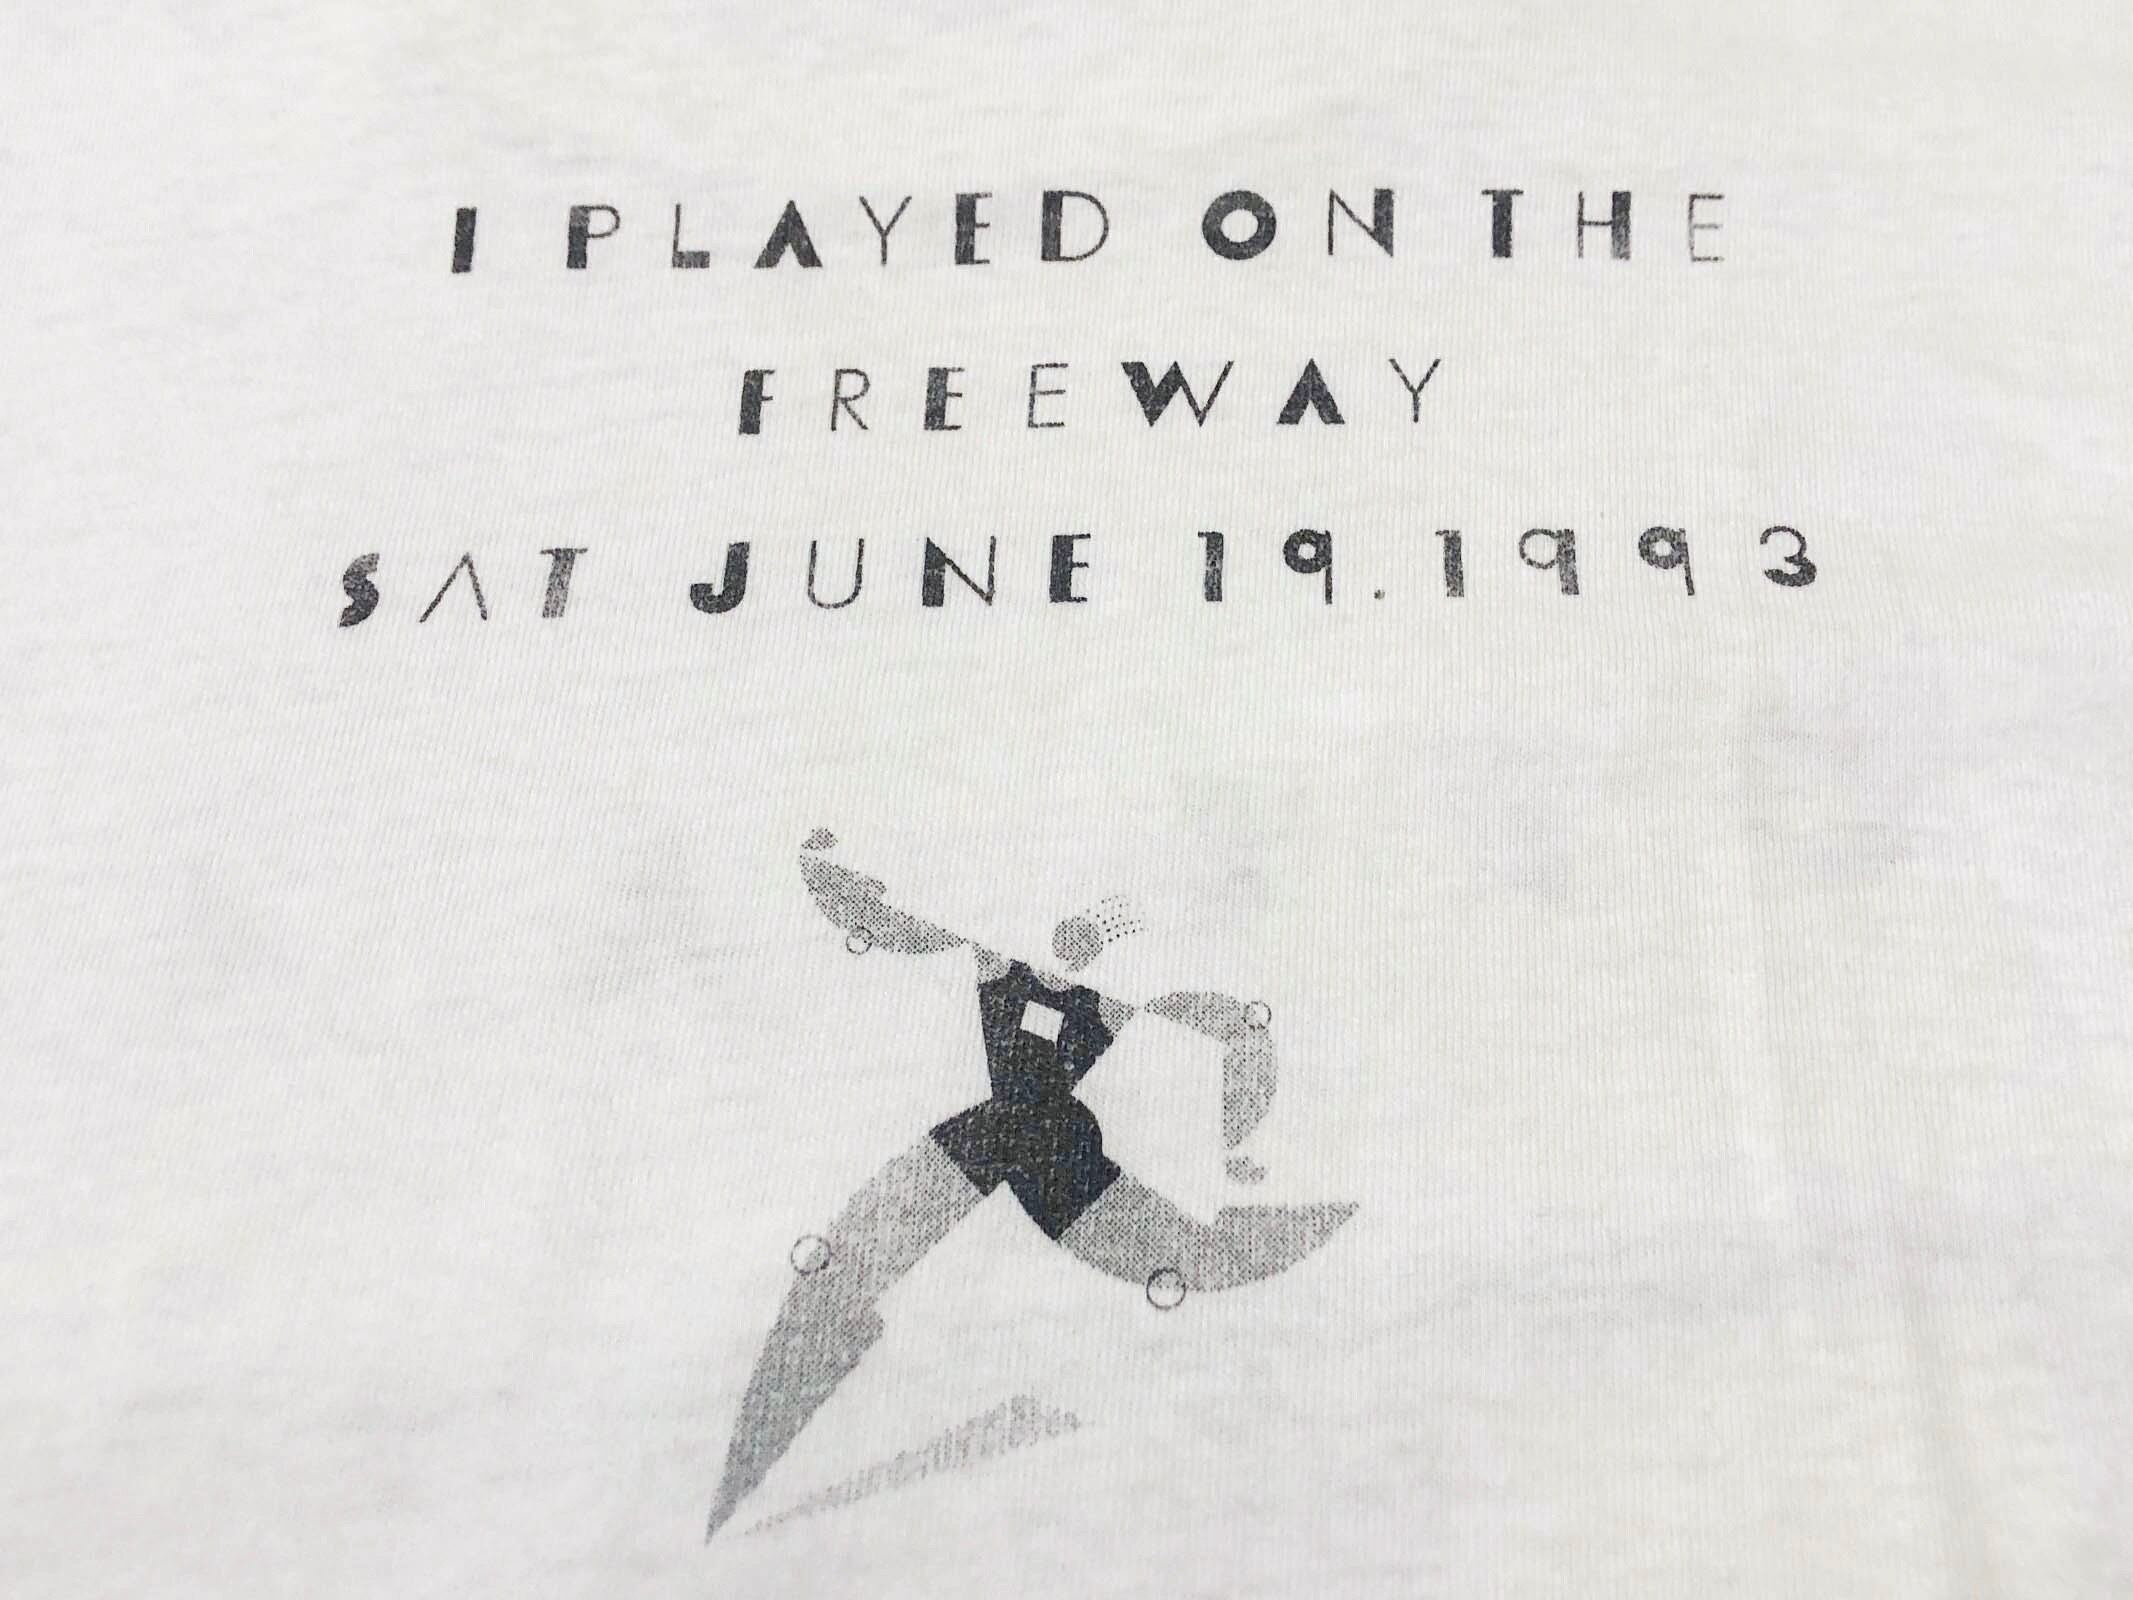 I PLAYED ON THE
FREEWAY
SAT JUNE 19.1993